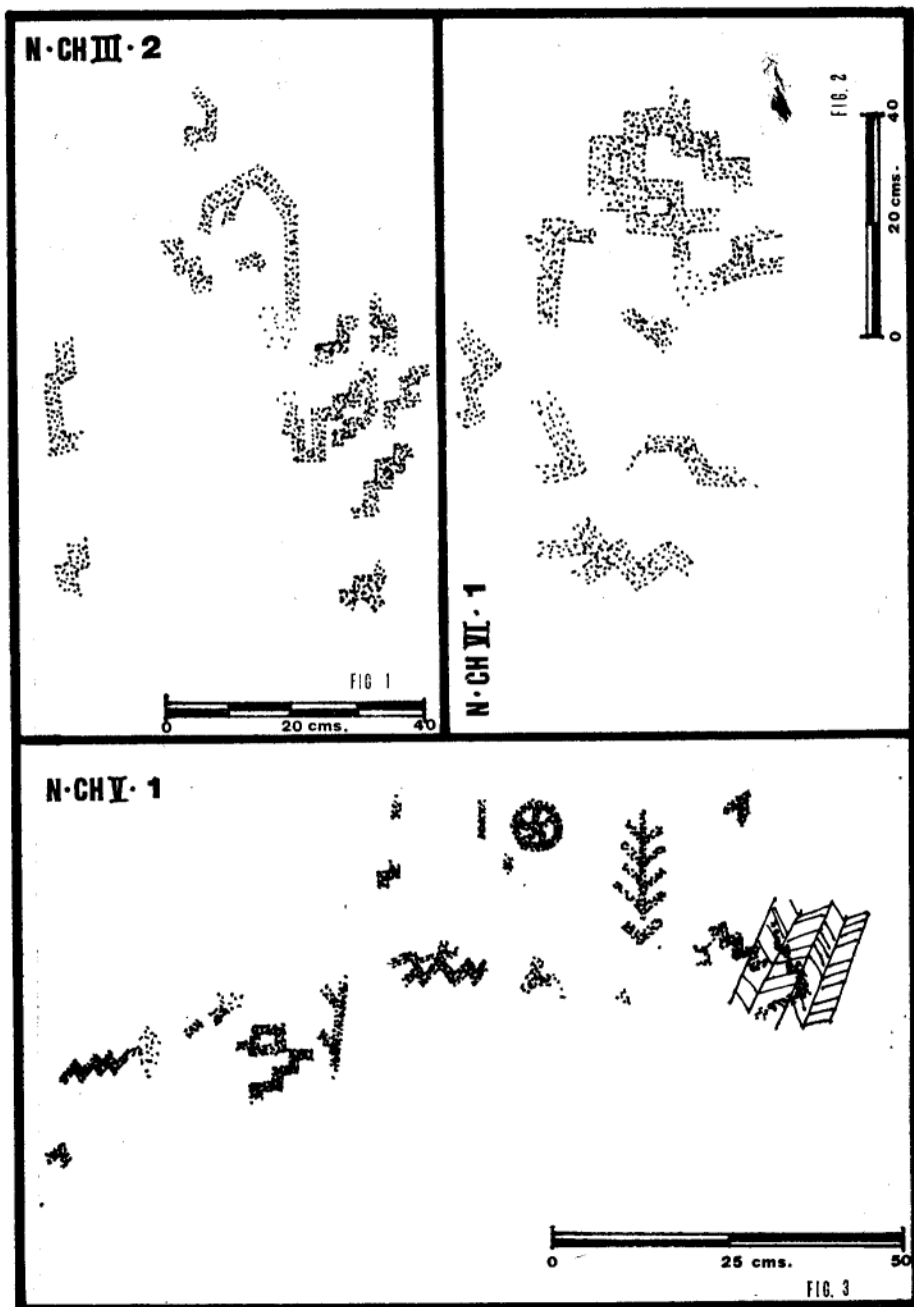 N·CH III·2
FIG 1
0 20 cms. 40
N·CH VI·1
FIG. 2
0 20 cms. 40
N·CH V·1
0 25 cms. 50
FIG. 3